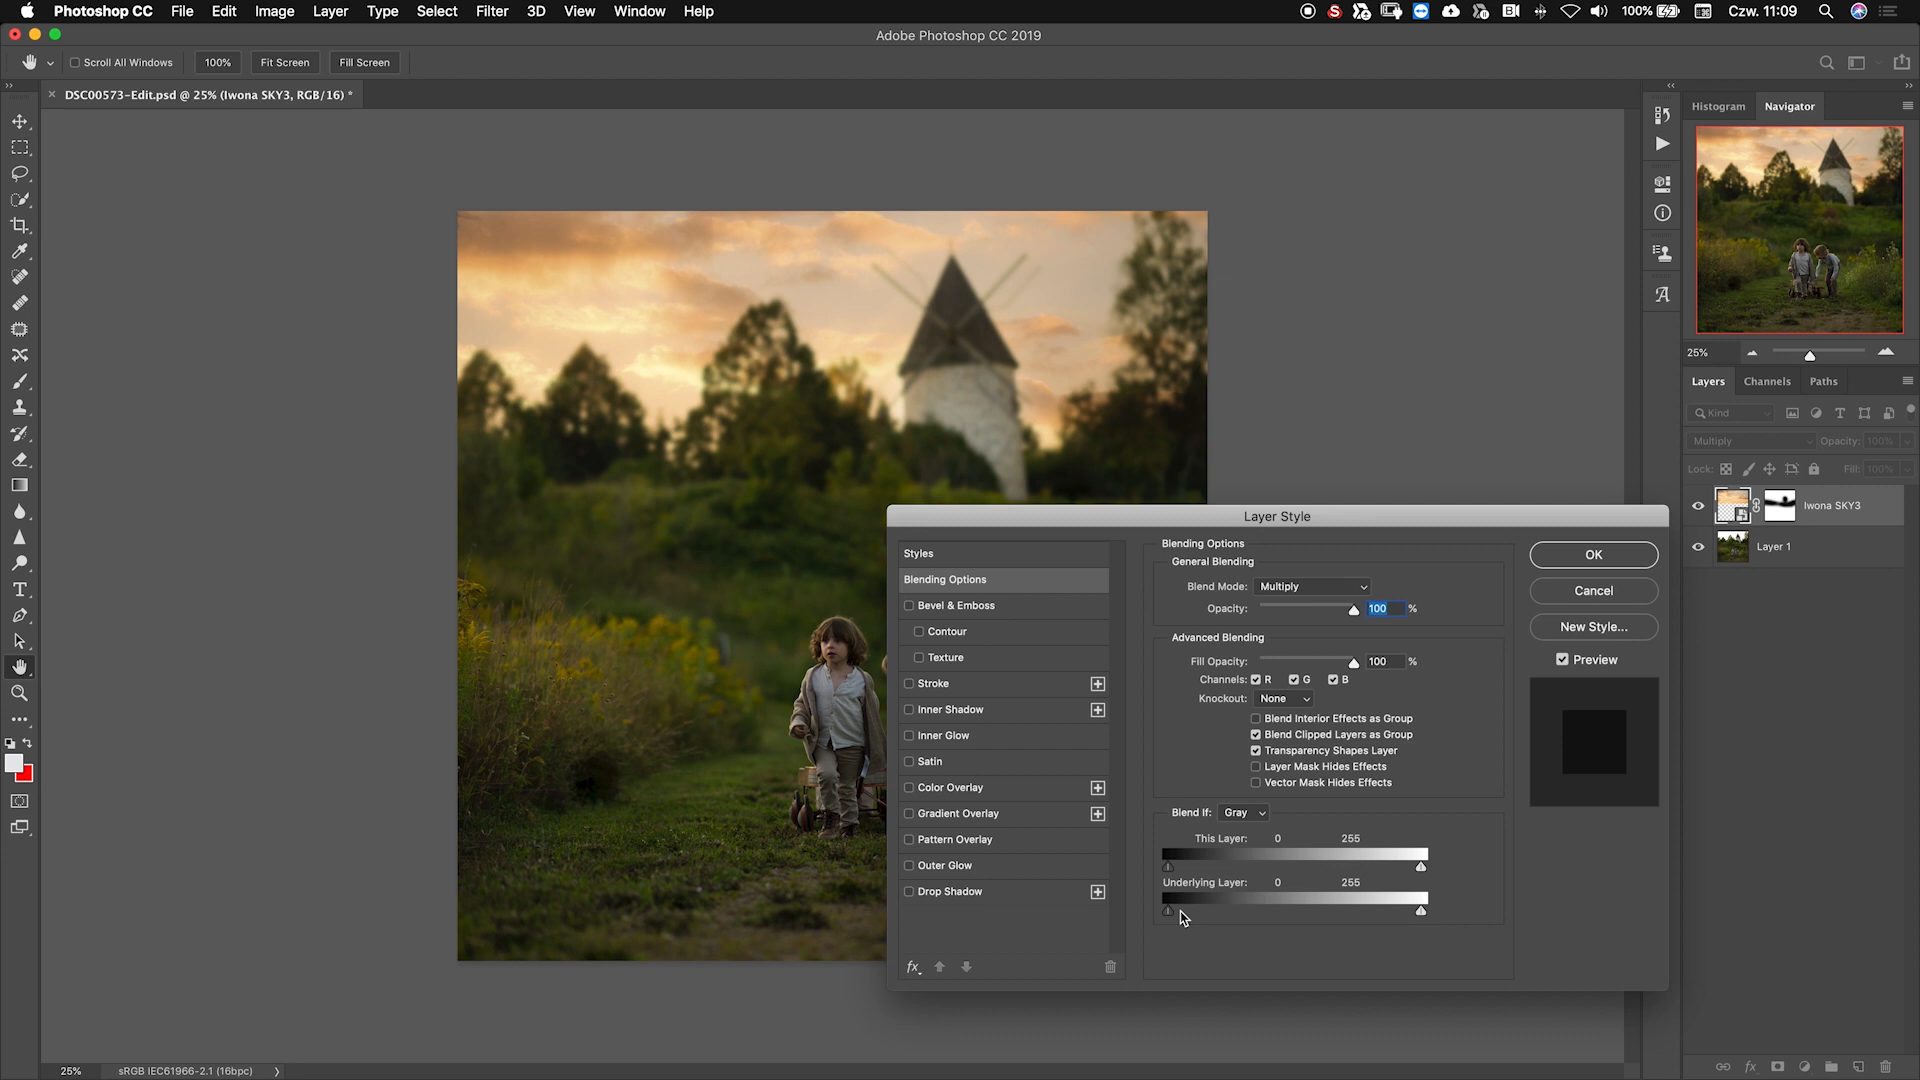 Photoshop CC File Edit Image Layer Type Select Filter 3D View Window Help 100% Czw. 11:09
Adobe Photoshop CC 2019
Scroll All Windows 100% Fit Screen Fill Screen
DSC00573-Edit.psd @ 25% (Iwona SKY3, RGB/16) *
Histogram Navigator
25%
Layers Channels Paths
Kind
Multiply Opacity: 100%
Lock: Fill: 100%
Iwona SKY3
Layer 1
Layer Style
Styles
Blending Options
Bevel & Emboss
Contour
Texture
Stroke
Inner Shadow
Inner Glow
Satin
Color Overlay
Gradient Overlay
Pattern Overlay
Outer Glow
Drop Shadow
fx
Blending Options
General Blending
Blend Mode: Multiply
Opacity: 100 %
Advanced Blending
Fill Opacity: 100 %
Channels: R G B
Knockout: None
Blend Interior Effects as Group
Blend Clipped Layers as Group
Transparency Shapes Layer
Layer Mask Hides Effects
Vector Mask Hides Effects
Blend If: Gray
This Layer: 0 255
Underlying Layer: 0 255
OK
Cancel
New Style...
Preview
25% sRGB IEC61966-2.1 (16bpc)
fx